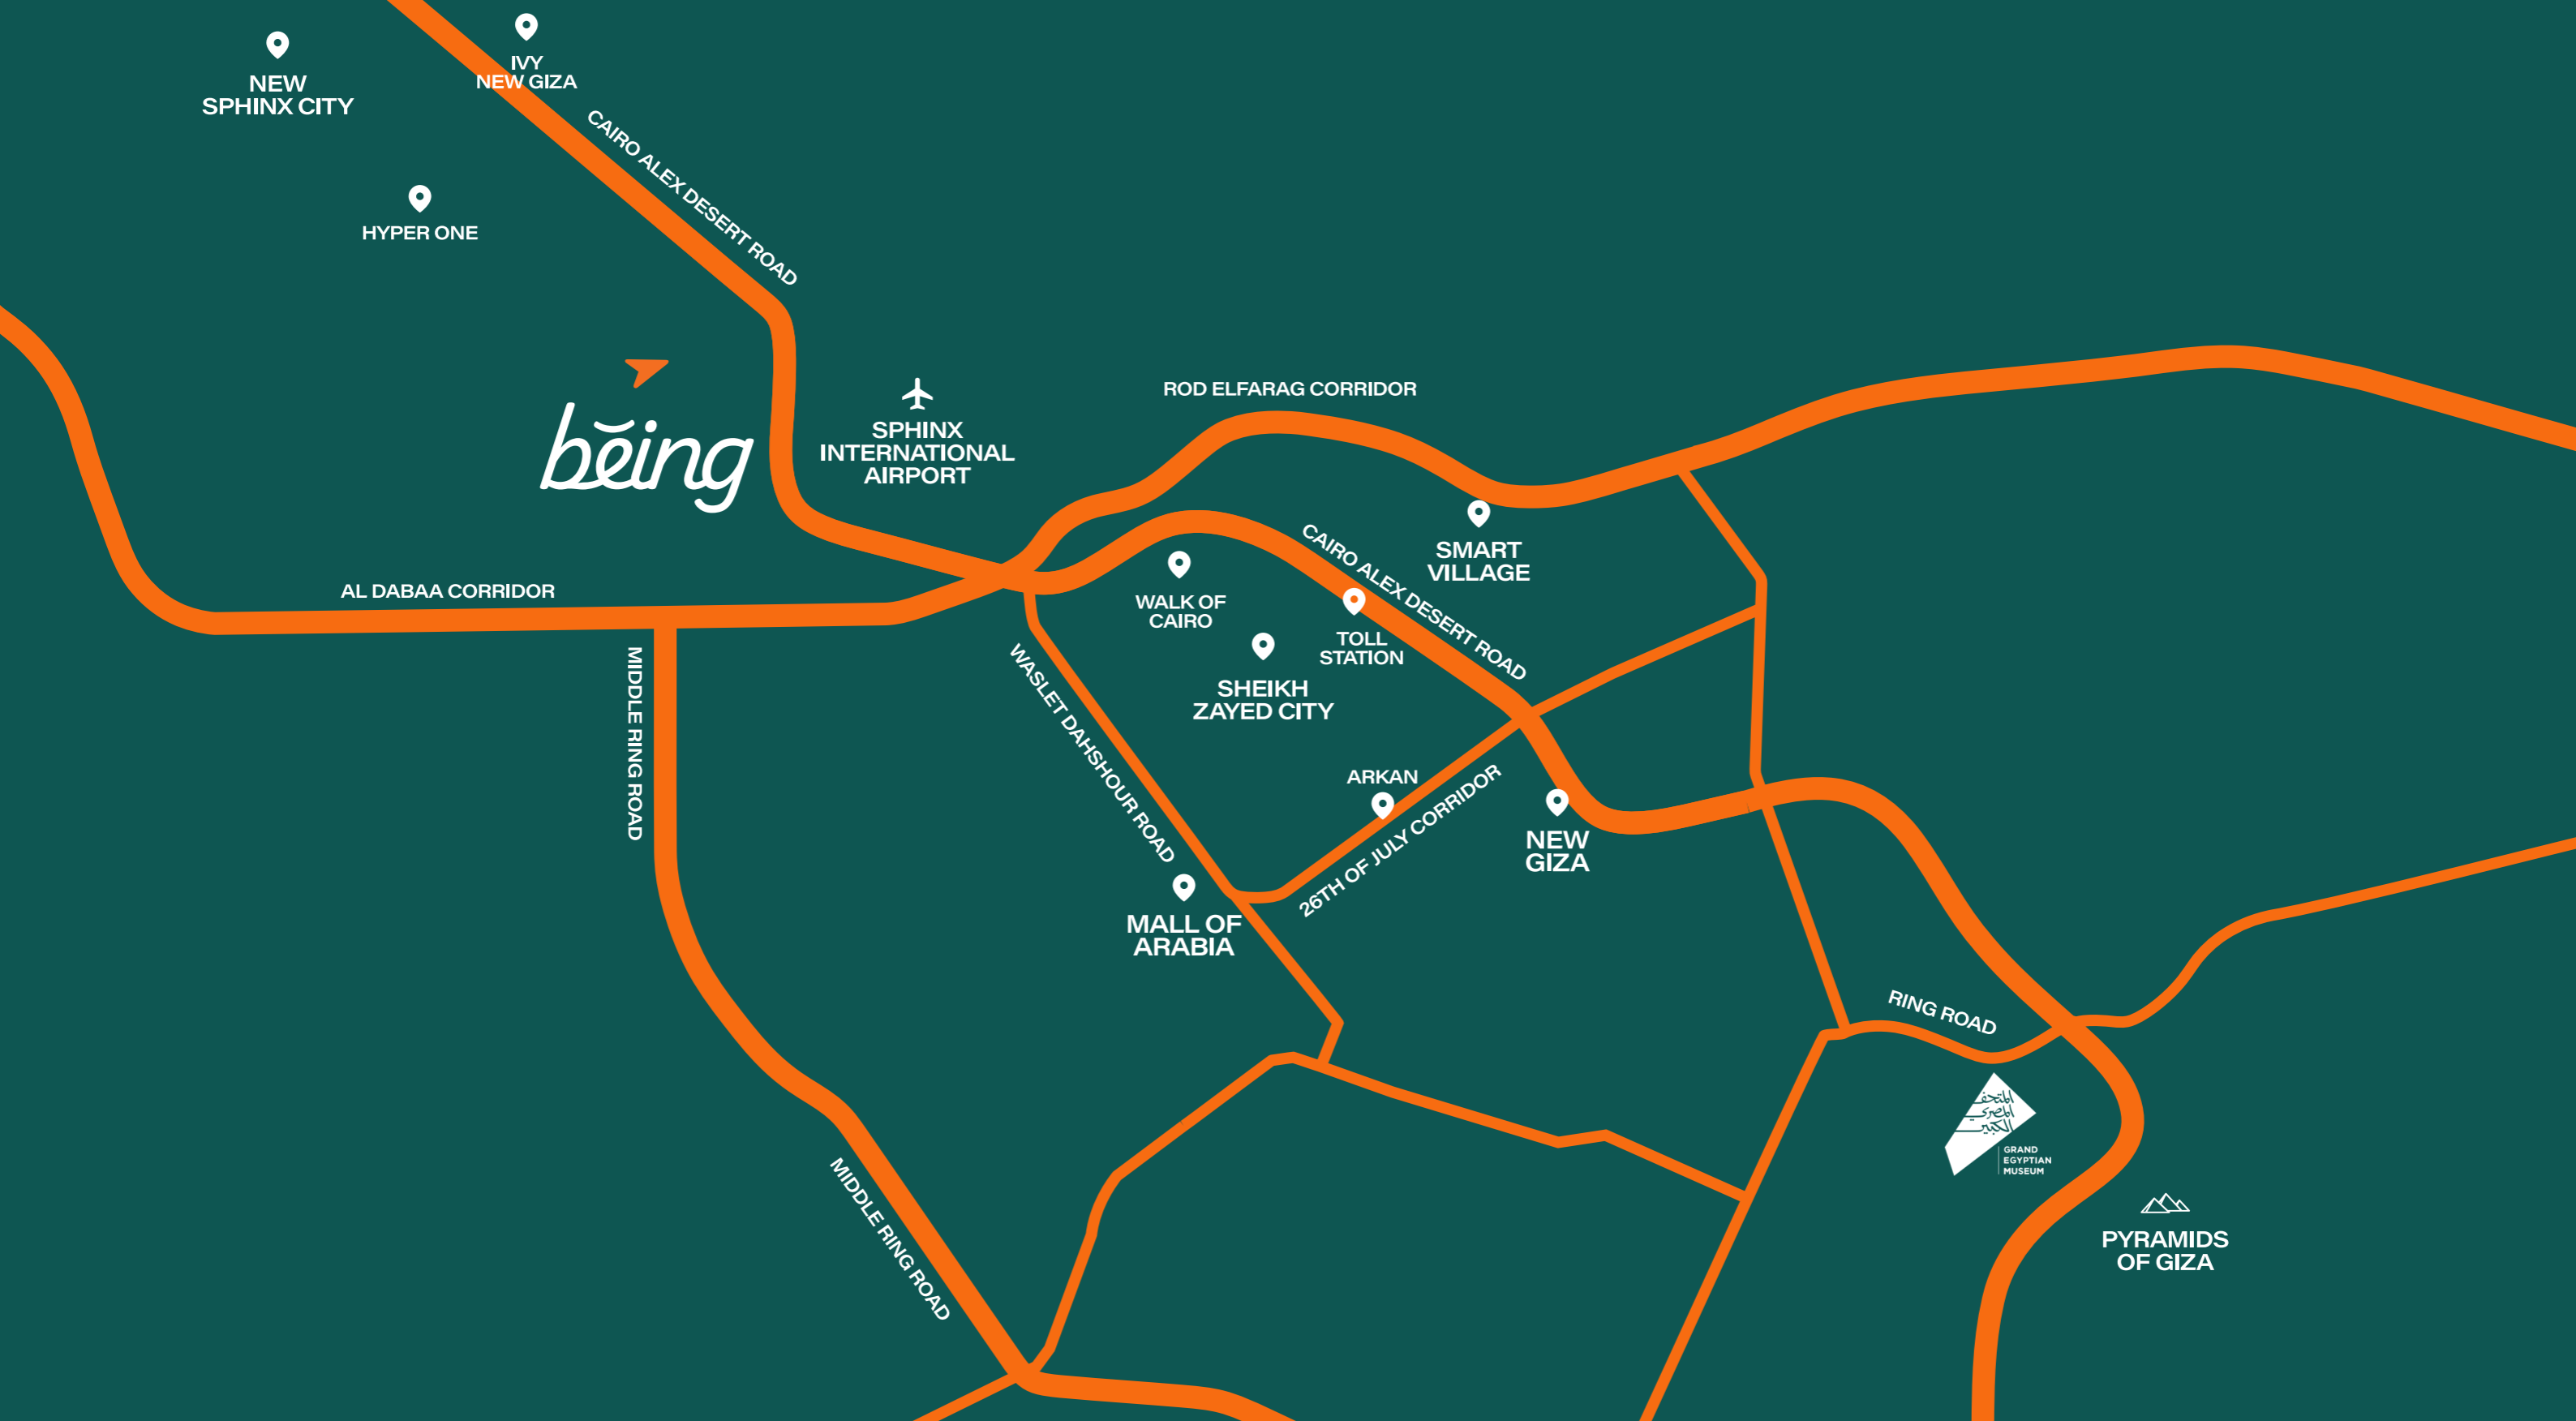 IVY
NEW GIZA
NEW
SPHINX CITY
CAIRO ALEX DESERT ROAD
HYPER ONE
being
SPHINX
INTERNATIONAL
AIRPORT
ROD ELFARAG CORRIDOR
SMART
VILLAGE
CAIRO ALEX DESERT ROAD
AL DABAA CORRIDOR
WALK OF
CAIRO
TOLL
STATION
SHEIKH
ZAYED CITY
MIDDLE RING ROAD
WASLET DAHSHOUR ROAD
ARKAN
26TH OF JULY CORRIDOR
NEW
GIZA
MALL OF
ARABIA
RING ROAD
المتحف
المصري
الكبير
GRAND
EGYPTIAN
MUSEUM
MIDDLE RING ROAD
PYRAMIDS
OF GIZA